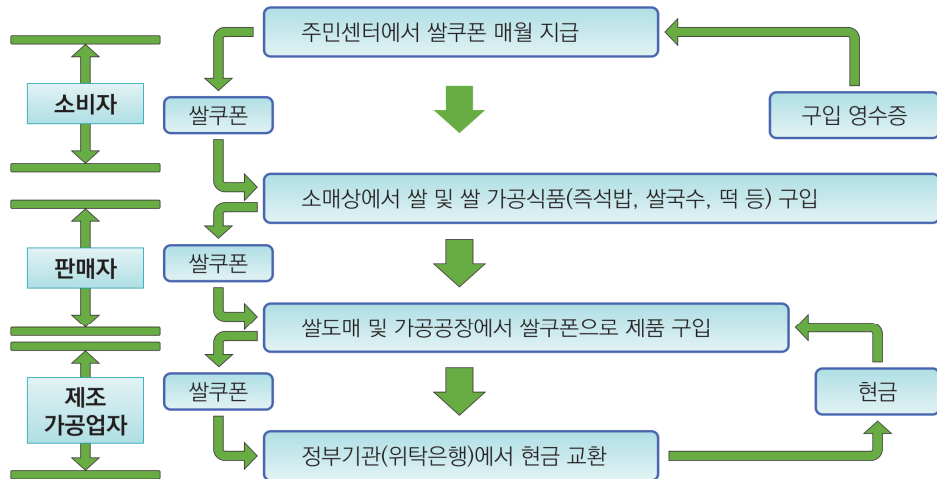 주민센터에서 쌀쿠폰 매월 지급
소비자
쌀쿠폰
구입 영수증
소매상에서 쌀 및 쌀 가공식품(즉석밥, 쌀국수, 떡 등) 구입
판매자
쌀쿠폰
쌀도매 및 가공공장에서 쌀쿠폰으로 제품 구입
제조
가공업자
쌀쿠폰
현금
정부기관(위탁은행)에서 현금 교환